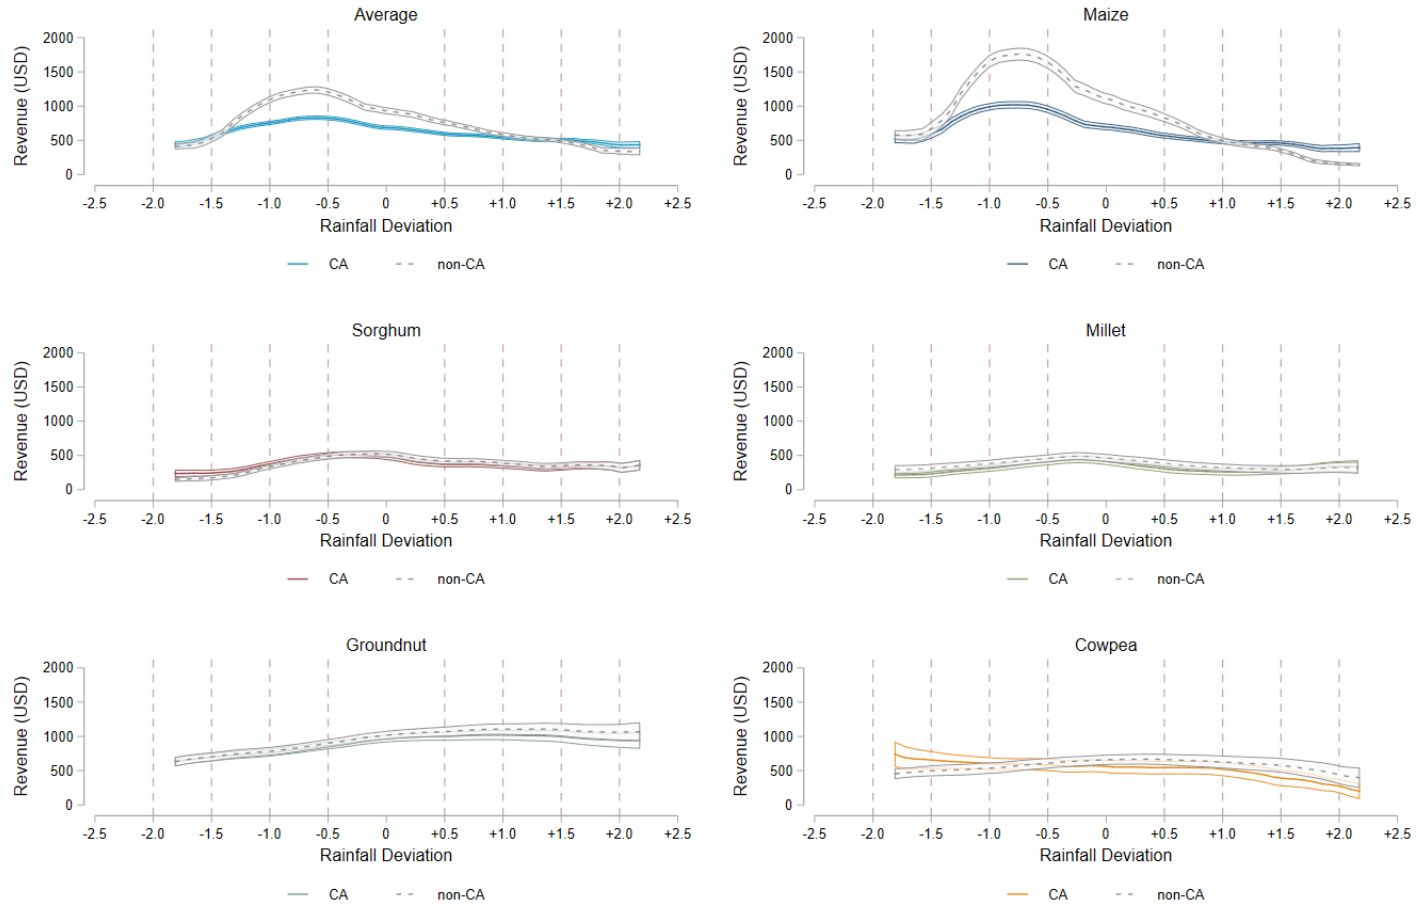 Average
Revenue (USD)
2000
1500
1000
500
0
-2.5 -2.0 -1.5 -1.0 -0.5 0 +0.5 +1.0 +1.5 +2.0 +2.5
Rainfall Deviation
CA non-CA
Maize
Revenue (USD)
2000
1500
1000
500
0
-2.5 -2.0 -1.5 -1.0 -0.5 0 +0.5 +1.0 +1.5 +2.0 +2.5
Rainfall Deviation
CA non-CA
Sorghum
Revenue (USD)
2000
1500
1000
500
0
-2.5 -2.0 -1.5 -1.0 -0.5 0 +0.5 +1.0 +1.5 +2.0 +2.5
Rainfall Deviation
CA non-CA
Millet
Revenue (USD)
2000
1500
1000
500
0
-2.5 -2.0 -1.5 -1.0 -0.5 0 +0.5 +1.0 +1.5 +2.0 +2.5
Rainfall Deviation
CA non-CA
Groundnut
Revenue (USD)
2000
1500
1000
500
0
-2.5 -2.0 -1.5 -1.0 -0.5 0 +0.5 +1.0 +1.5 +2.0 +2.5
Rainfall Deviation
CA non-CA
Cowpea
Revenue (USD)
2000
1500
1000
500
0
-2.5 -2.0 -1.5 -1.0 -0.5 0 +0.5 +1.0 +1.5 +2.0 +2.5
Rainfall Deviation
CA non-CA